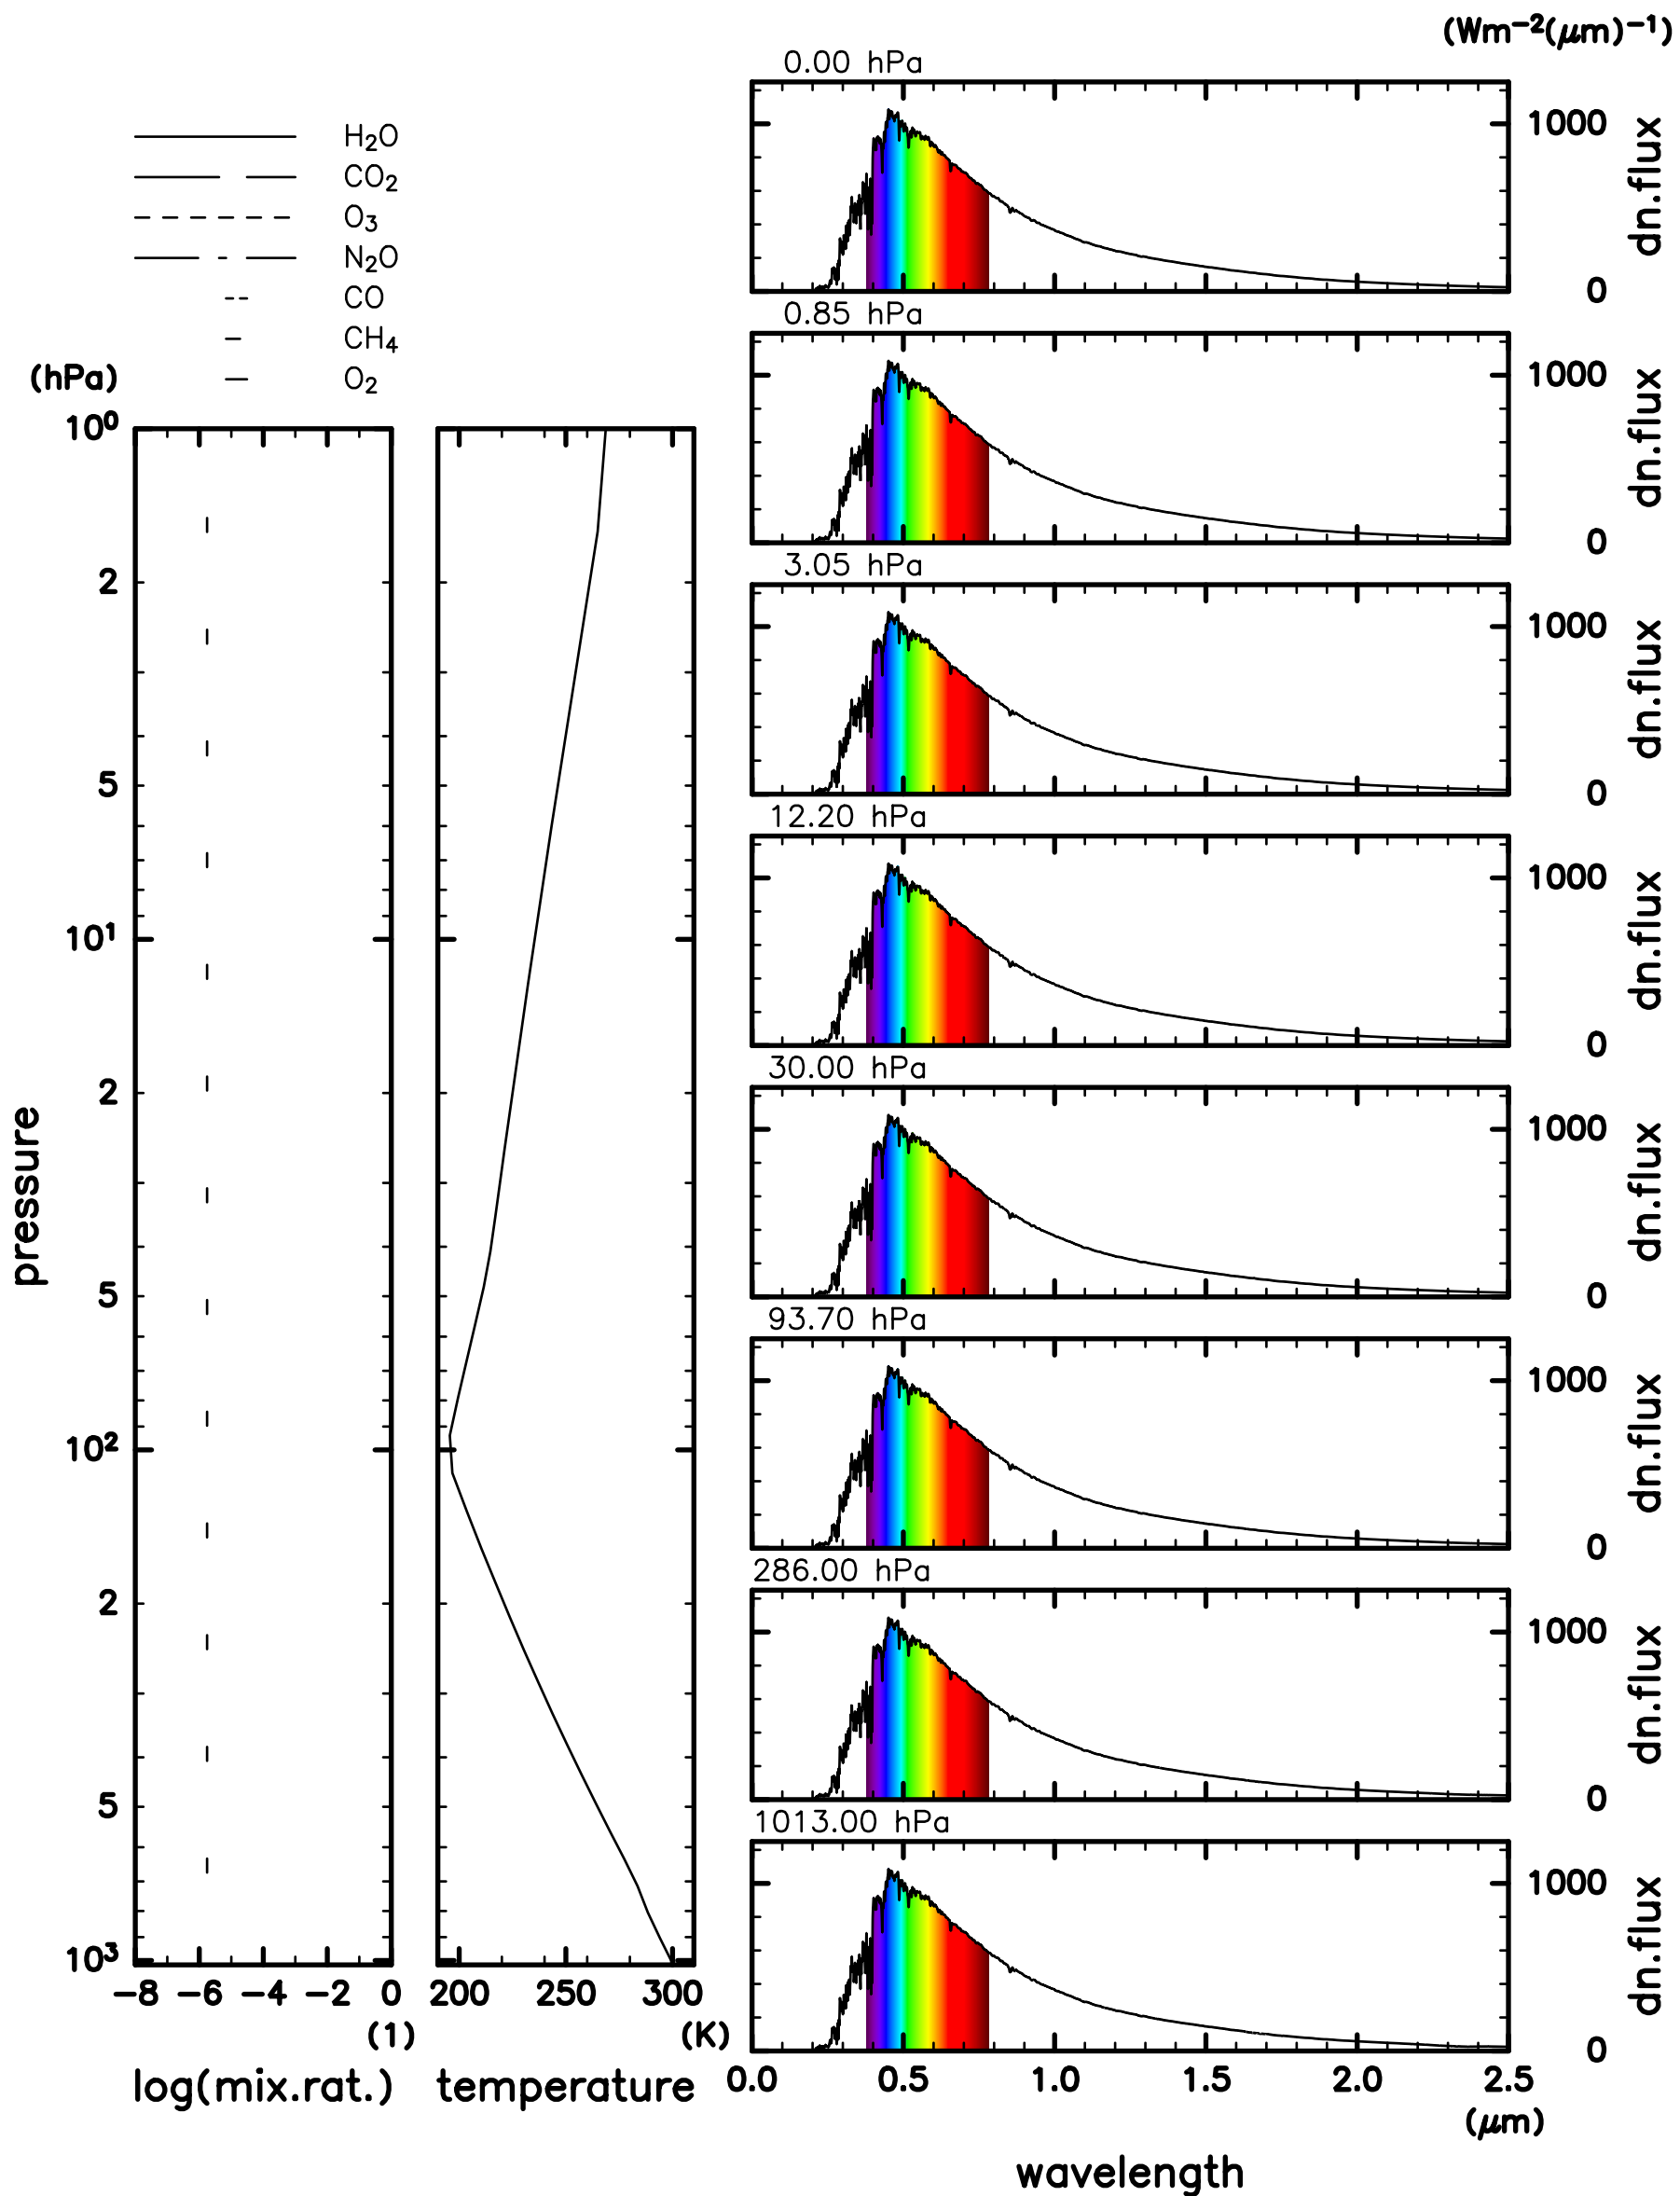 (Wm⁻²(μm)⁻¹)
H₂O
CO₂
O₃
N₂O
CO
CH₄
O₂
(hPa)
10⁰
2
5
10¹
2
5
10²
2
5
10³
pressure
-8 -6 -4 -2 0
(1)
log(mix.rat.)
200 250 300
(K)
temperature
0.00 hPa
1000
0
dn.flux
0.85 hPa
1000
0
dn.flux
3.05 hPa
1000
0
dn.flux
12.20 hPa
1000
0
dn.flux
30.00 hPa
1000
0
dn.flux
93.70 hPa
1000
0
dn.flux
286.00 hPa
1000
0
dn.flux
1013.00 hPa
1000
0
dn.flux
0.0 0.5 1.0 1.5 2.0 2.5
(μm)
wavelength